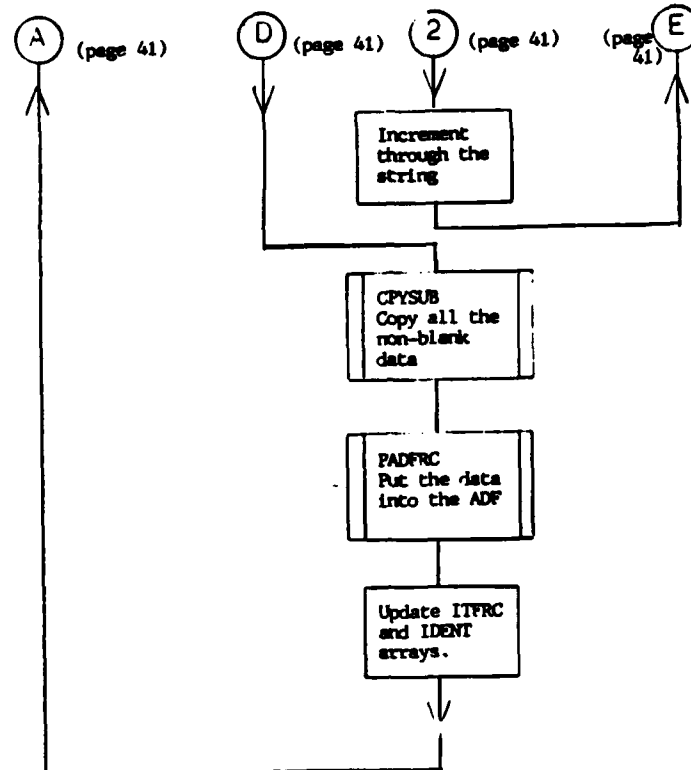 A (page 41)
D (page 41)
2 (page 41)
(page 41) E
Increment
through the
string
CPYSUB
Copy all the
non-blank
data
PADFRC
Put the data
into the ADF
Update ITFRC
and IDENT
arrays.